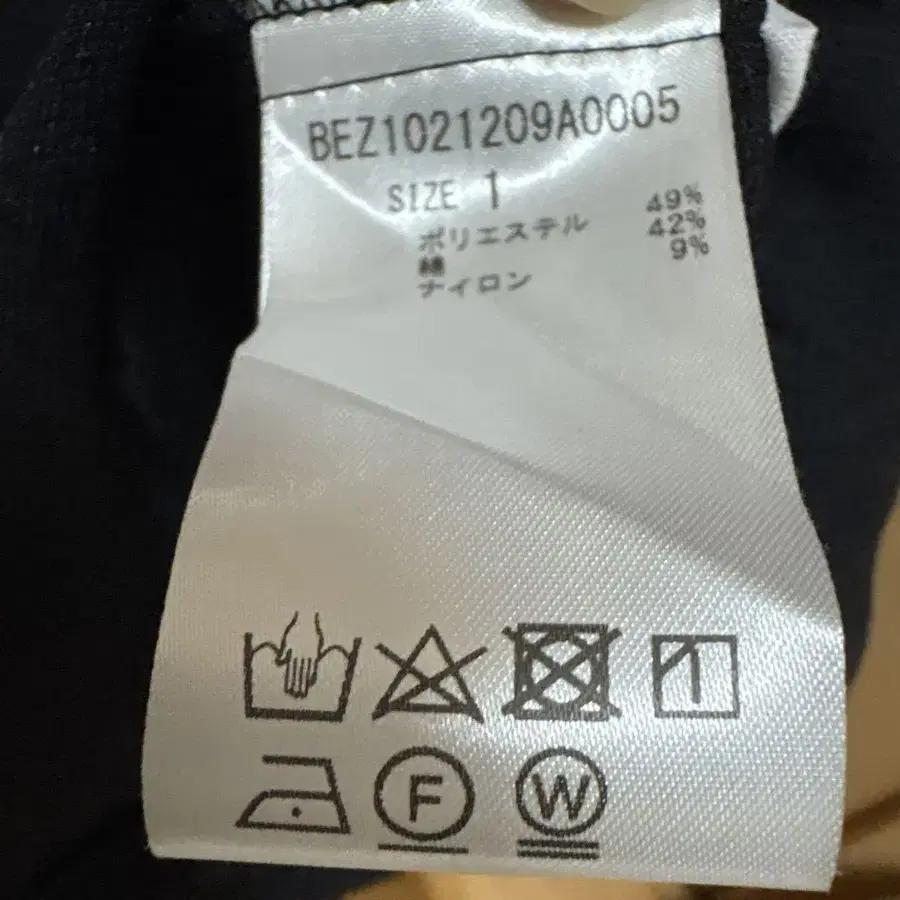 BEZ1021209A0005
SIZE 1
ポリエステル 49%
綿 42%
ナイロン 9%
F
W